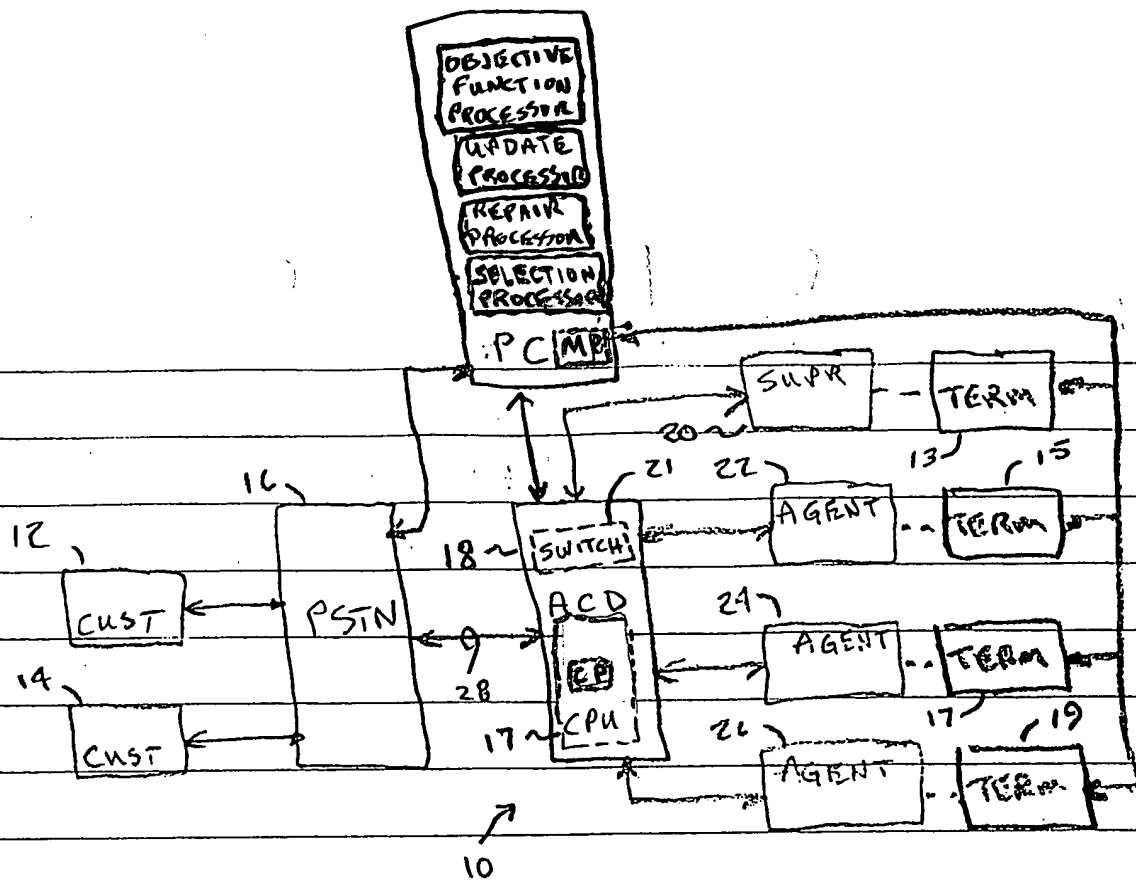 OBJECTIVE
FUNCTION
PROCESSOR
UPDATE
PROCESSOR
REPAIR
PROCESSOR
SELECTION
PROCESSOR
PC MP
SUPR
TERM
20
13
21
22
15
16
AGENT
TERM
12
18
SWITCH
CUST
PSTN
ACD
24
AGENT
TERM
CP
28
14
CPU
17
17
19
CUST
26
AGENT
TERM
10